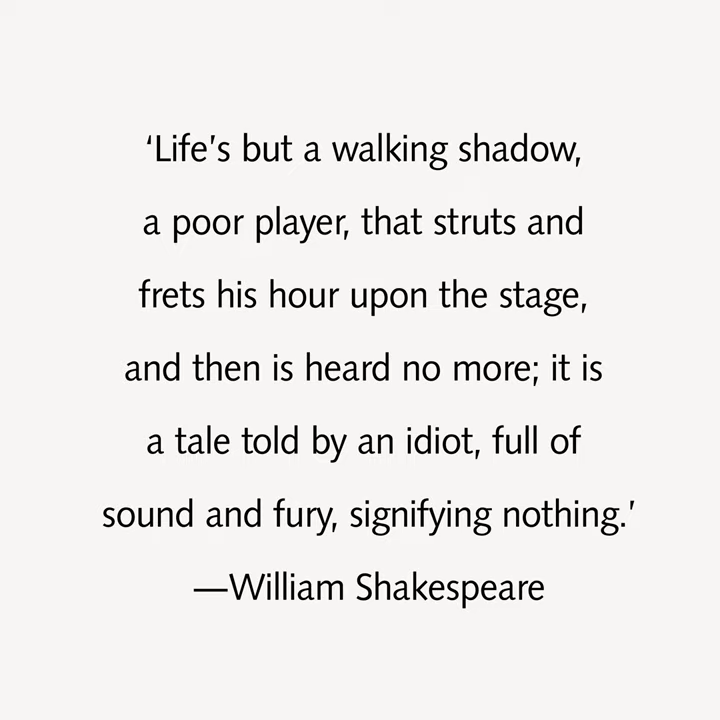 ‘Life’s but a walking shadow,
a poor player, that struts and
frets his hour upon the stage,
and then is heard no more; it is
a tale told by an idiot, full of
sound and fury, signifying nothing.’
—William Shakespeare